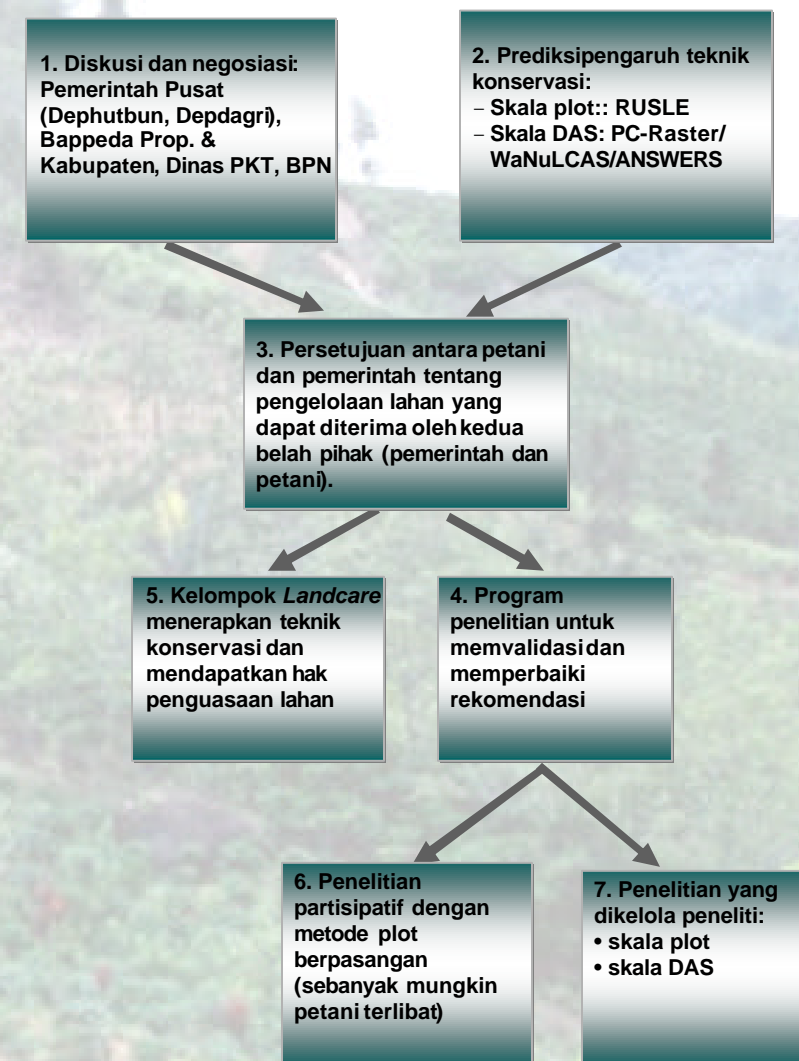 1. Diskusi dan negosiasi:
Pemerintah Pusat
(Dephutbun, Depdagri),
Bappeda Prop. &
Kabupaten, Dinas PKT, BPN
2. Prediksipengaruh teknik
konservasi:
– Skala plot:: RUSLE
– Skala DAS: PC-Raster/
WaNuLCAS/ANSWERS
3. Persetujuan antara petani
dan pemerintah tentang
pengelolaan lahan yang
dapat diterima oleh kedua
belah pihak (pemerintah dan
petani).
5. Kelompok Landcare
menerapkan teknik
konservasi dan
mendapatkan hak
penguasaan lahan
4. Program
penelitian untuk
memvalidasi dan
memperbaiki
rekomendasi
6. Penelitian
partisipatif dengan
metode plot
berpasangan
(sebanyak mungkin
petani terlibat)
7. Penelitian yang
dikelola peneliti:
• skala plot
• skala DAS